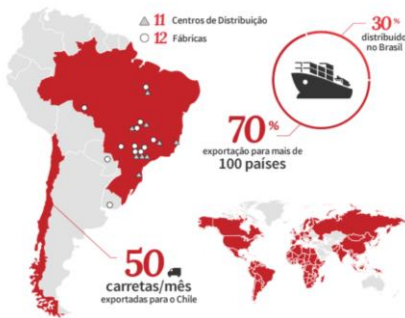 11 Centros de Distribuição
12 Fábricas
30%
distribuído
no Brasil
70%
exportação para mais de
100 países
50
carretas/mês
exportadas para o Chile